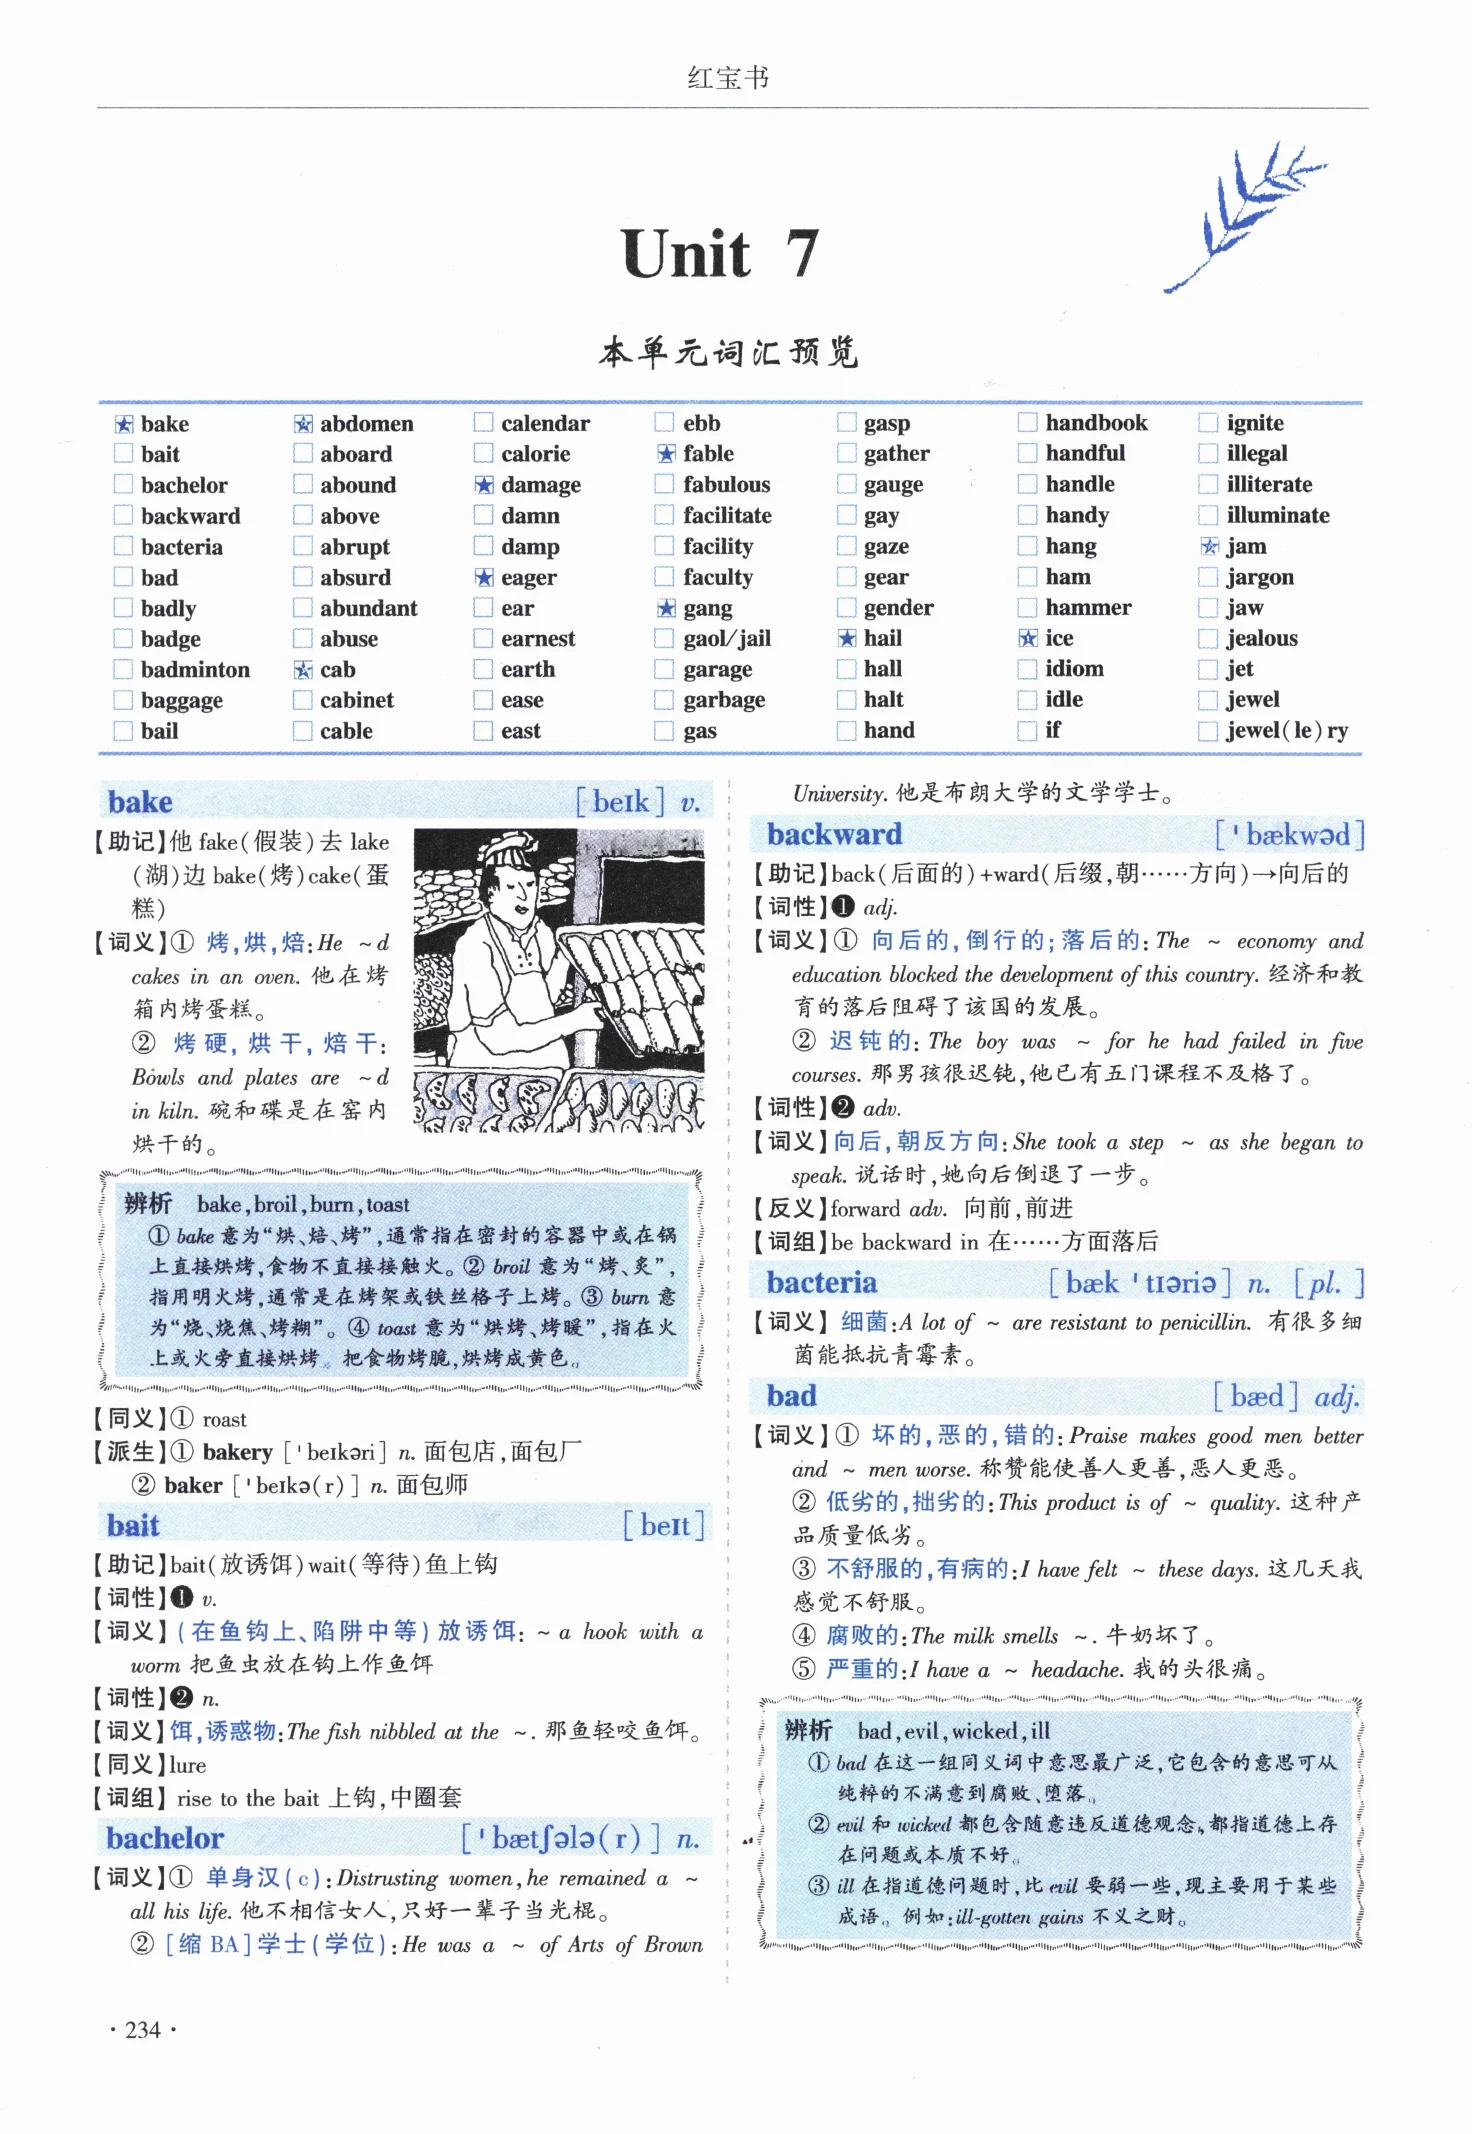 红宝书
Unit 7
本单元词汇预览
bake abdomen calendar ebb gasp handbook ignite
bait aboard calorie fable gather handful illegal
bachelor abound damage fabulous gauge handle illiterate
backward above damn facilitate gay handy illuminate
bacteria abrupt damp facility gaze hang jam
bad absurd eager faculty gear ham jargon
badly abundant ear gang gender hammer jaw
badge abuse earnest gaol/jail hail ice jealous
badminton cab earth garage hall idiom jet
baggage cabinet ease garbage halt idle jewel
bail cable east gas hand if jewel(le)ry
bake [beɪk] v.
【助记】他 fake(假装)去 lake
(湖)边 bake(烤)cake(蛋
糕)
【词义】① 烤,烘,焙:He ~d
cakes in an oven. 他在烤
箱内烤蛋糕。
② 烤硬, 烘干, 焙干:
Bowls and plates are ~d
in kiln. 碗和碟是在窑内
烘干的。
辨析 bake,broil,burn,toast
① bake 意为“烘、焙、烤”,通常指在密封的容器中或在锅
上直接烘烤,食物不直接接触火。② broil 意为“烤、炙”,
指用明火烤,通常是在烤架或铁丝格子上烤。③ burn 意
为“烧、烧焦、烤糊”。④ toast 意为“烘烤、烤暖”,指在火
上或火旁直接烘烤。把食物烤脆,烘烤成黄色。
【同义】① roast
【派生】① bakery [ˈbeɪkəri] n. 面包店,面包厂
② baker [ˈbeɪkə(r)] n. 面包师
bait [beɪt]
【助记】bait(放诱饵)wait(等待)鱼上钩
【词性】❶ v.
【词义】(在鱼钩上、陷阱中等)放诱饵: ~ a hook with a
worm 把鱼虫放在钩上作鱼饵
【词性】❷ n.
【词义】饵,诱惑物:The fish nibbled at the ~. 那鱼轻咬鱼饵。
【同义】lure
【词组】rise to the bait 上钩,中圈套
bachelor [ˈbætʃələ(r)] n.
【词义】① 单身汉(c):Distrusting women,he remained a ~
all his life. 他不相信女人,只好一辈子当光棍。
② [缩 BA]学士(学位):He was a ~ of Arts of Brown
University. 他是布朗大学的文学学士。
backward [ˈbækwəd]
【助记】back(后面的)+ward(后缀,朝……方向)→向后的
【词性】❶ adj.
【词义】① 向后的,倒行的;落后的: The ~ economy and
education blocked the development of this country. 经济和教
育的落后阻碍了该国的发展。
② 迟钝的: The boy was ~ for he had failed in five
courses. 那男孩很迟钝,他已有五门课程不及格了。
【词性】❷ adv.
【词义】向后,朝反方向:She took a step ~ as she began to
speak. 说话时,她向后倒退了一步。
【反义】forward adv. 向前,前进
【词组】be backward in 在……方面落后
bacteria [bækˈtɪəriə] n. [pl.]
【词义】细菌:A lot of ~ are resistant to penicillin. 有很多细
菌能抵抗青霉素。
bad [bæd] adj.
【词义】① 坏的,恶的,错的:Praise makes good men better
and ~ men worse. 称赞能使善人更善,恶人更恶。
② 低劣的,拙劣的:This product is of ~ quality. 这种产
品质量低劣。
③ 不舒服的,有病的:I have felt ~ these days. 这几天我
感觉不舒服。
④ 腐败的:The milk smells ~. 牛奶坏了。
⑤ 严重的:I have a ~ headache. 我的头很痛。
辨析 bad,evil,wicked,ill
① bad 在这一组同义词中意思最广泛,它包含的意思可从
纯粹的不满意到腐败、堕落。
② evil 和 wicked 都包含随意违反道德观念,都指道德上存
在问题或本质不好。
③ ill 在指道德问题时,比 evil 要弱一些,现主要用于某些
成语。例如:ill-gotten gains 不义之财。
·234·